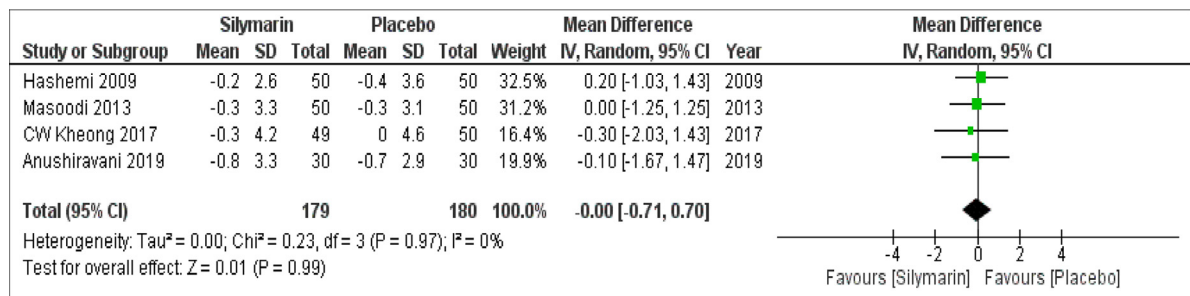 Silymarin Placebo Mean Difference Mean Difference
Study or Subgroup Mean SD Total Mean SD Total Weight IV, Random, 95% CI Year IV, Random, 95% CI
Hashemi 2009 -0.2 2.6 50 -0.4 3.6 50 32.5% 0.20 [-1.03, 1.43] 2009
Masoodi 2013 -0.3 3.3 50 -0.3 3.1 50 31.2% 0.00 [-1.25, 1.25] 2013
CW Kheong 2017 -0.3 4.2 49 0 4.6 50 16.4% -0.30 [-2.03, 1.43] 2017
Anushiravani 2019 -0.8 3.3 30 -0.7 2.9 30 19.9% -0.10 [-1.67, 1.47] 2019
Total (95% CI) 179 180 100.0% -0.00 [-0.71, 0.70]
Heterogeneity: Tau² = 0.00; Chi² = 0.23, df = 3 (P = 0.97); I² = 0%
Test for overall effect: Z = 0.01 (P = 0.99)
-4 -2 0 2 4
Favours [Silymarin] Favours [Placebo]